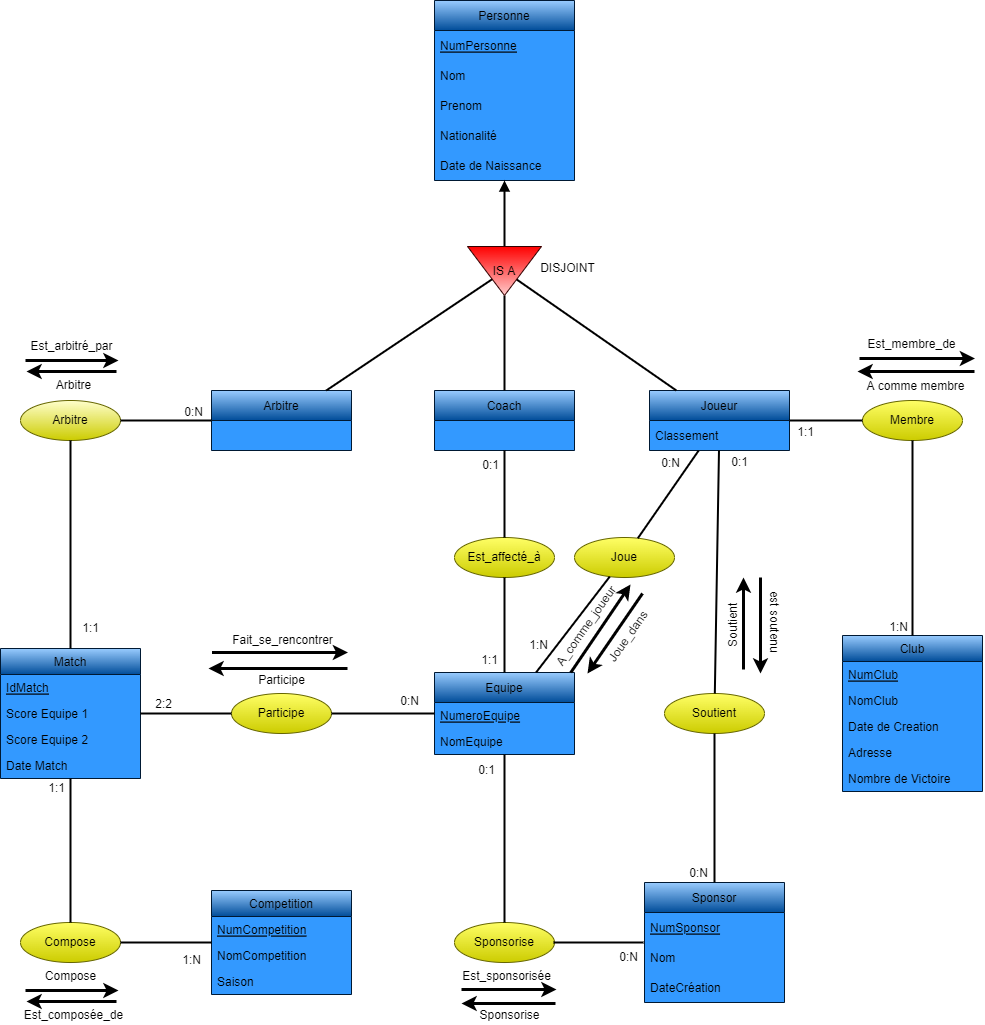 Personne
NumPersonne
Nom
Prenom
Nationalité
Date de Naissance
IS A
DISJOINT
Est_arbitré_par
Arbitre
Arbitre
0:N
Arbitre
Coach
0:1
Joueur
Classement
0:N
0:1
1:1
Est_membre_de
A comme membre
Membre
Est_affecté_à
Joue
A_comme_joueur
Joue_dans
Soutient
est soutenu
1:1
Fait_se_rencontrer
Participe
1:N
1:1
1:N
Match
IdMatch
Score Equipe 1
Score Equipe 2
Date Match
2:2
Participe
0:N
Equipe
NumeroEquipe
NomEquipe
Soutient
Club
NumClub
NomClub
Date de Creation
Adresse
Nombre de Victoire
1:1
0:1
0:N
Compose
Compose
Est_composée_de
1:N
Competition
NumCompetition
NomCompetition
Saison
Sponsorise
Est_sponsorisée
Sponsorise
0:N
Sponsor
NumSponsor
Nom
DateCréation